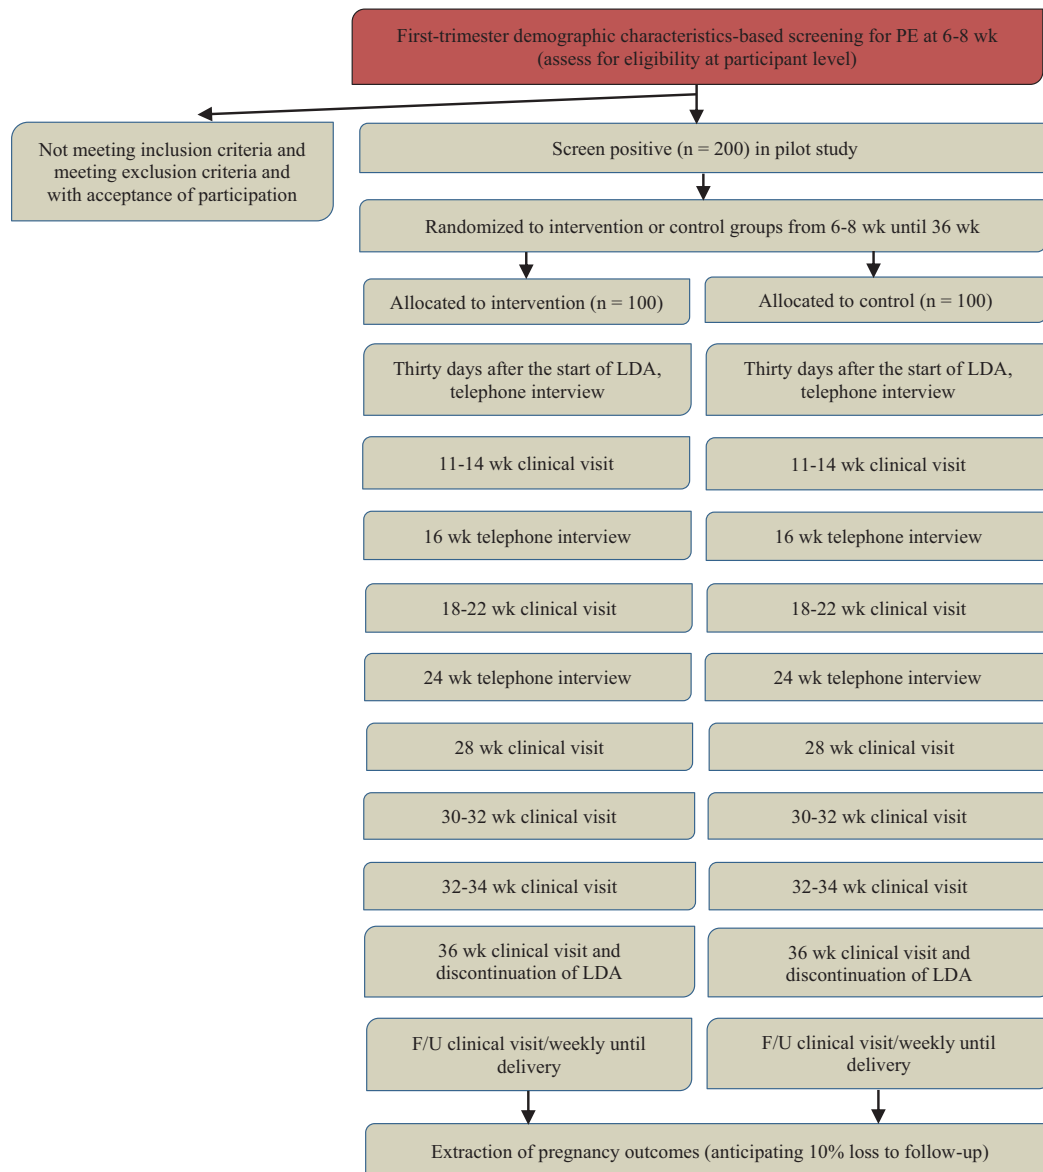 First-trimester demographic characteristics-based screening for PE at 6-8 wk
(assess for eligibility at participant level)
Not meeting inclusion criteria and
meeting exclusion criteria and
with acceptance of participation
Screen positive (n = 200) in pilot study
Randomized to intervention or control groups from 6-8 wk until 36 wk
Allocated to intervention (n = 100)
Allocated to control (n = 100)
Thirty days after the start of LDA,
telephone interview
Thirty days after the start of LDA,
telephone interview
11-14 wk clinical visit
11-14 wk clinical visit
16 wk telephone interview
16 wk telephone interview
18-22 wk clinical visit
18-22 wk clinical visit
24 wk telephone interview
24 wk telephone interview
28 wk clinical visit
28 wk clinical visit
30-32 wk clinical visit
30-32 wk clinical visit
32-34 wk clinical visit
32-34 wk clinical visit
36 wk clinical visit and
discontinuation of LDA
36 wk clinical visit and
discontinuation of LDA
F/U clinical visit/weekly until
delivery
F/U clinical visit/weekly until
delivery
Extraction of pregnancy outcomes (anticipating 10% loss to follow-up)